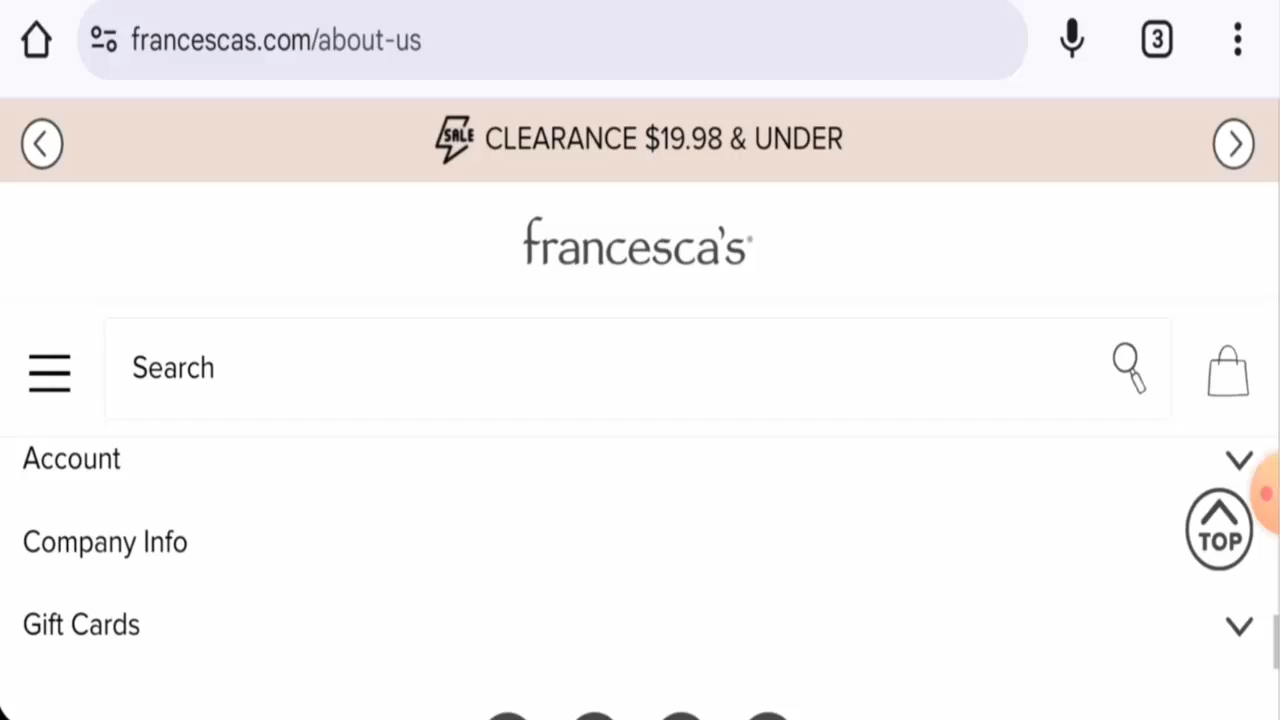 francescas.com/about-us
3
SALE CLEARANCE $19.98 & UNDER
francesca's®
Search
Account
TOP
Company Info
Gift Cards